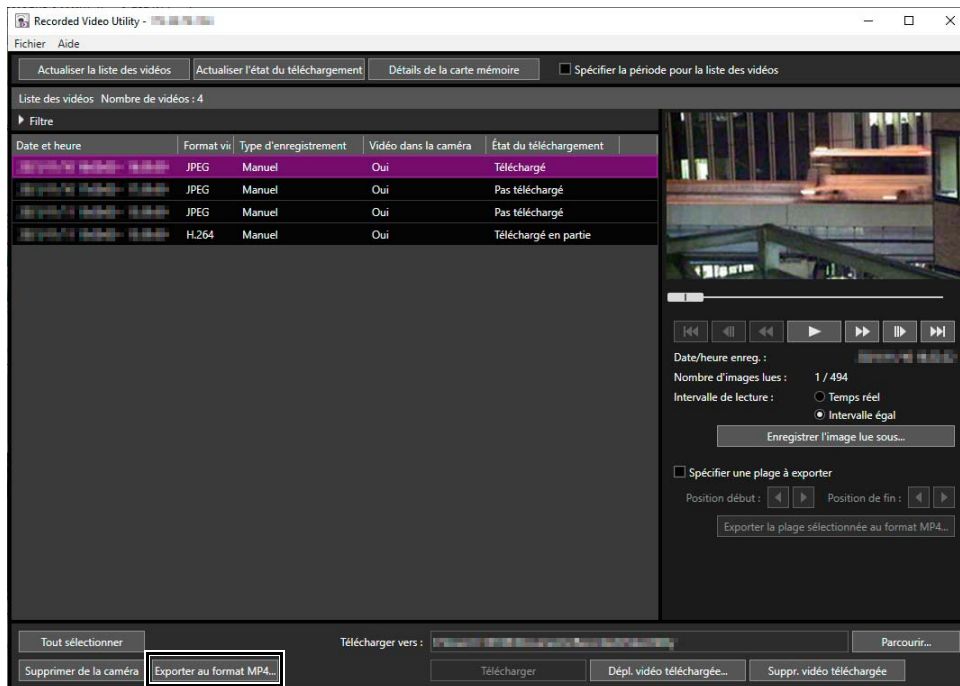 Recorded Video Utility -
Fichier Aide
Actualiser la liste des vidéos Actualiser l'état du téléchargement Détails de la carte mémoire Spécifier la période pour la liste des vidéos
Liste des vidéos Nombre de vidéos : 4
Filtre
Date et heure Format vi Type d'enregistrement Vidéo dans la caméra État du téléchargement
JPEG Manuel Oui Téléchargé
JPEG Manuel Oui Pas téléchargé
JPEG Manuel Oui Pas téléchargé
H.264 Manuel Oui Téléchargé en partie
Date/heure enreg. :
Nombre d'images lues : 1 / 494
Intervalle de lecture : Temps réel
Intervalle égal
Enregistrer l'image lue sous...
Spécifier une plage à exporter
Position début : Position de fin :
Exporter la plage sélectionnée au format MP4...
Tout sélectionner Télécharger vers : Parcourir...
Supprimer de la caméra Exporter au format MP4... Télécharger Dépl. vidéo téléchargée... Suppr. vidéo téléchargée